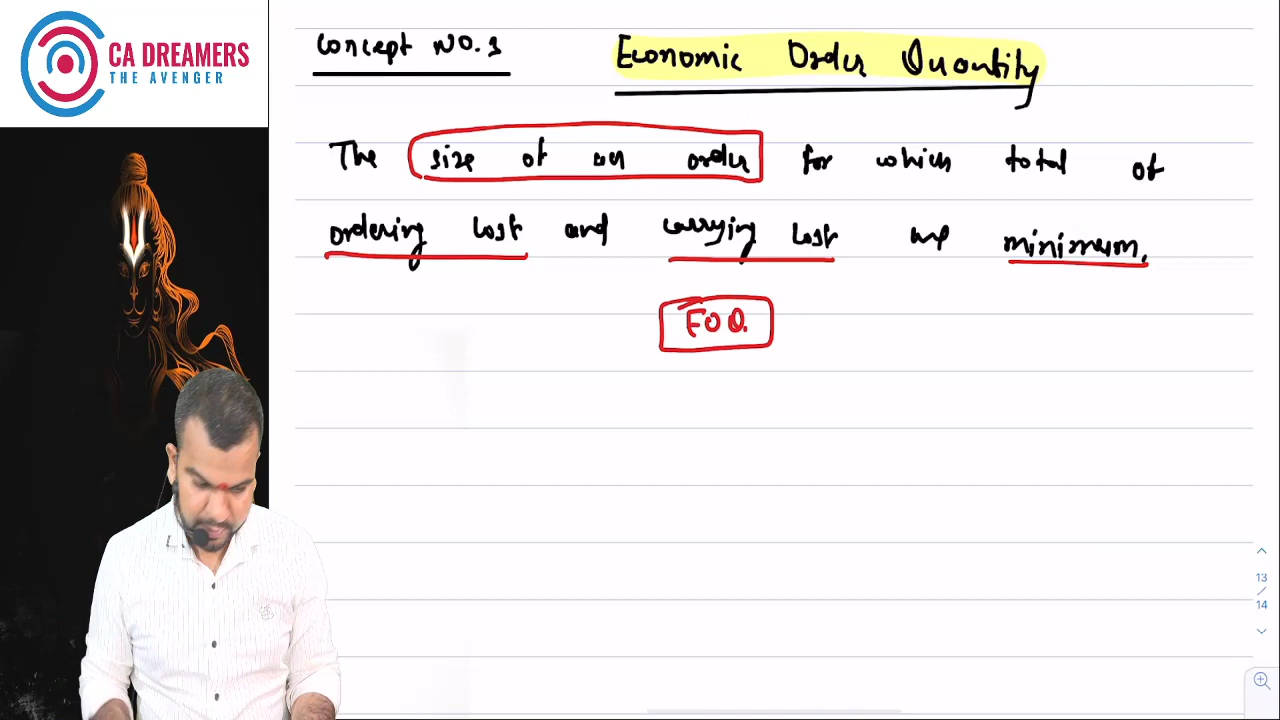 CA DREAMERS
THE AVENGER
Concept NO. 1
Economic Order Quantity
The size of an order for which total of
ordering cost and carrying cost are minimum.
EOQ.
13
/
14